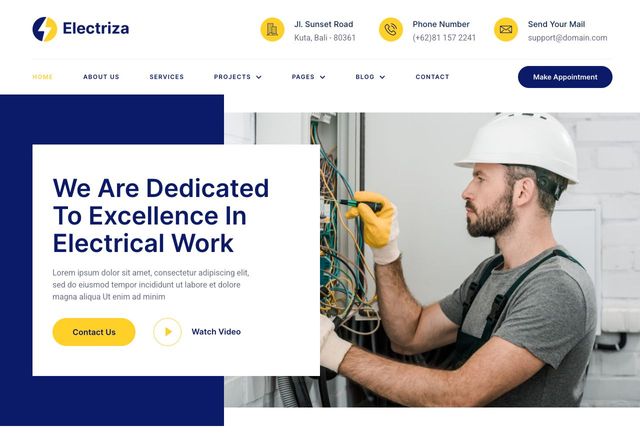 Electriza
Jl. Sunset Road
Kuta, Bali - 80361
Phone Number
(+62)81 157 2241
Send Your Mail
support@domain.com
HOME
ABOUT US
SERVICES
PROJECTS
PAGES
BLOG
CONTACT
Make Appointment
We Are Dedicated
To Excellence In
Electrical Work
Lorem ipsum dolor sit amet, consectetur adipiscing elit,
sed do eiusmod tempor incididunt ut labore et dolore
magna aliqua Ut enim ad minim
Contact Us
Watch Video